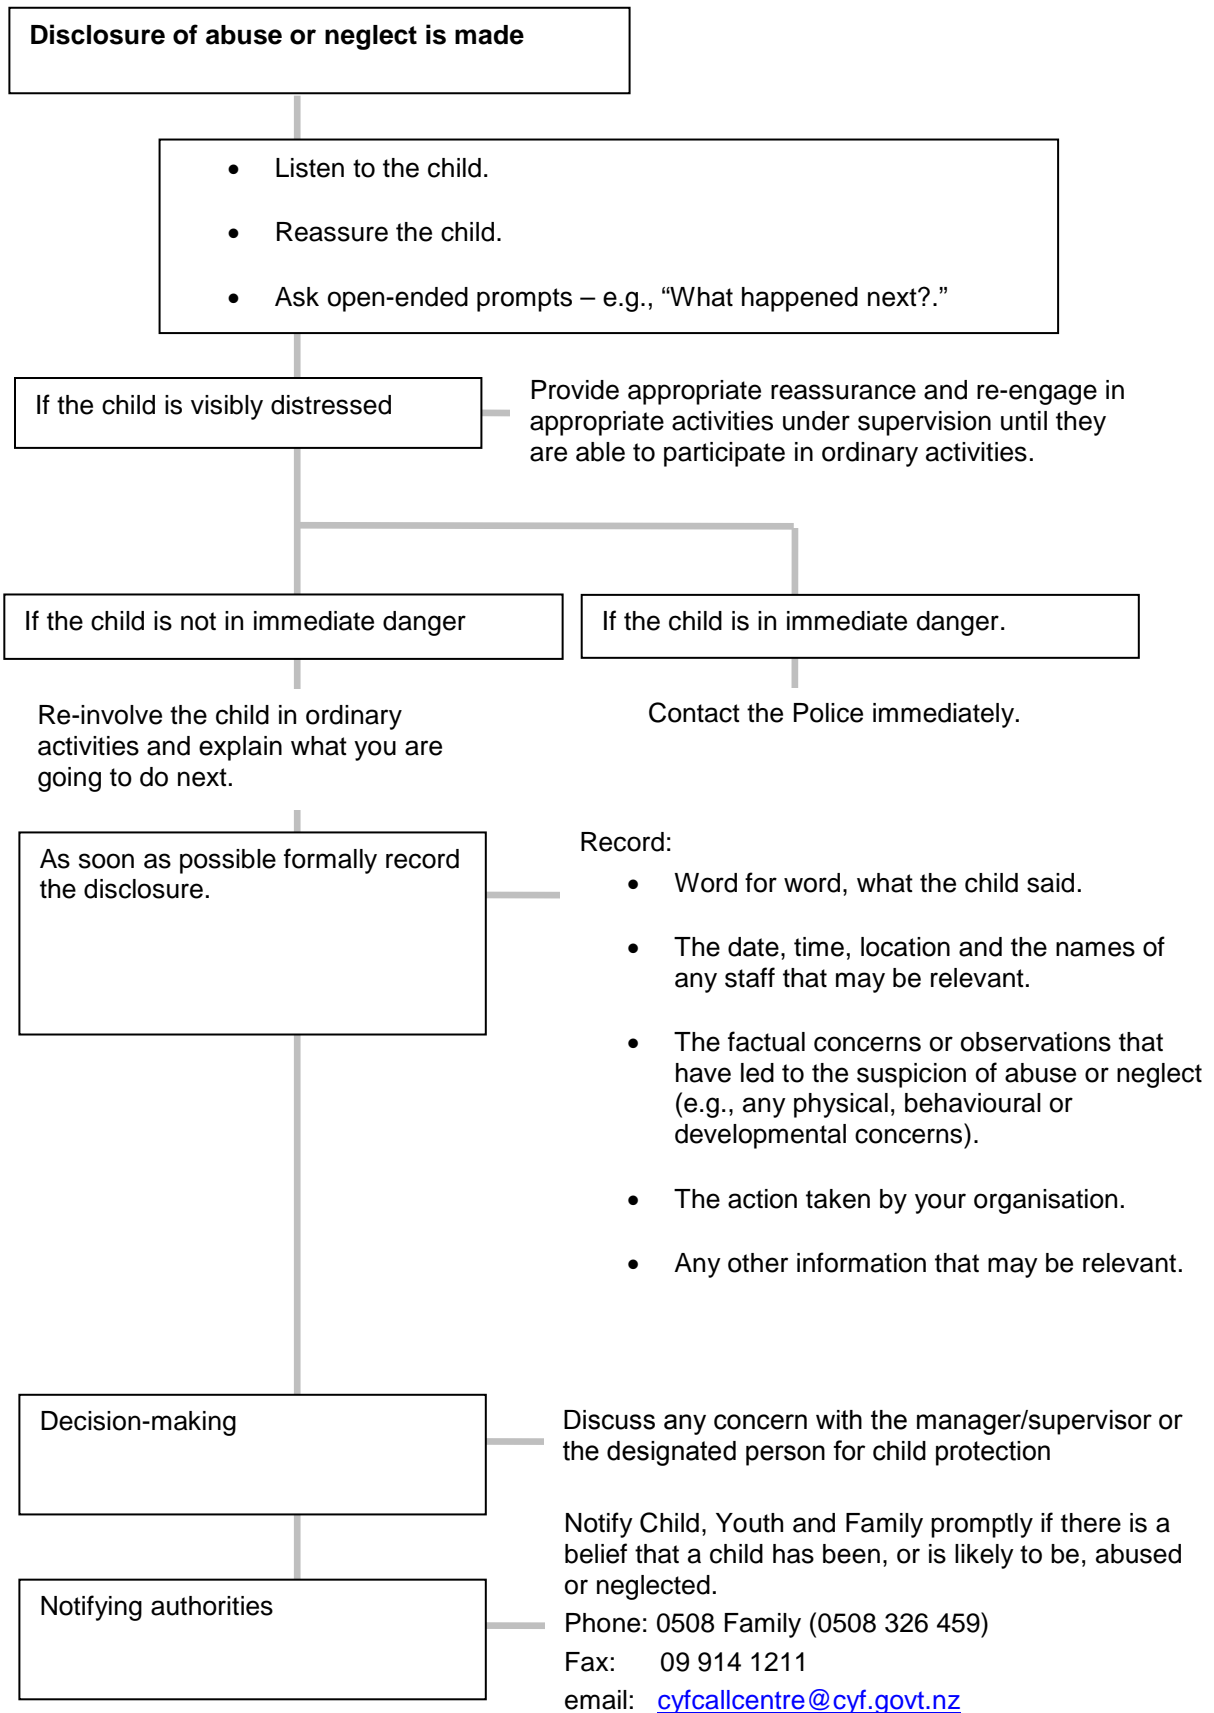 Disclosure of abuse or neglect is made
• Listen to the child.
• Reassure the child.
• Ask open-ended prompts – e.g., “What happened next?.”
If the child is visibly distressed
Provide appropriate reassurance and re-engage in
appropriate activities under supervision until they
are able to participate in ordinary activities.
If the child is not in immediate danger
If the child is in immediate danger.
Re-involve the child in ordinary
activities and explain what you are
going to do next.
Contact the Police immediately.
As soon as possible formally record
the disclosure.
Record:
• Word for word, what the child said.
• The date, time, location and the names of
any staff that may be relevant.
• The factual concerns or observations that
have led to the suspicion of abuse or neglect
(e.g., any physical, behavioural or
developmental concerns).
• The action taken by your organisation.
• Any other information that may be relevant.
Decision-making
Discuss any concern with the manager/supervisor or
the designated person for child protection
Notifying authorities
Notify Child, Youth and Family promptly if there is a
belief that a child has been, or is likely to be, abused
or neglected.
Phone: 0508 Family (0508 326 459)
Fax: 09 914 1211
email: cyfcallcentre@cyf.govt.nz